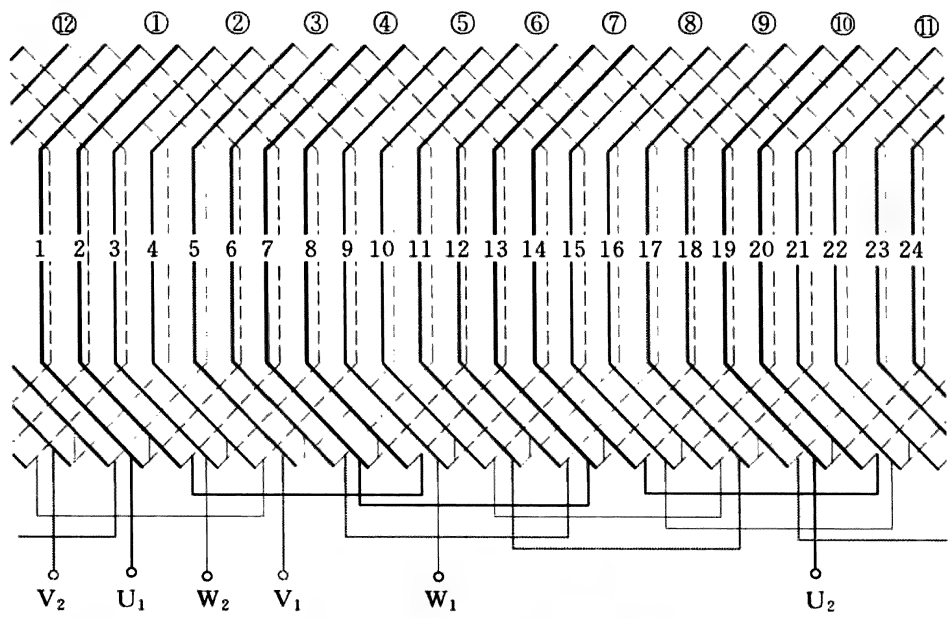 ⑫ ① ② ③ ④ ⑤ ⑥ ⑦ ⑧ ⑨ ⑩ ⑪
1 2 3 4 5 6 7 8 9 10 11 12 13 14 15 16 17 18 19 20 21 22 23 24
V₂ U₁ W₂ V₁ W₁ U₂